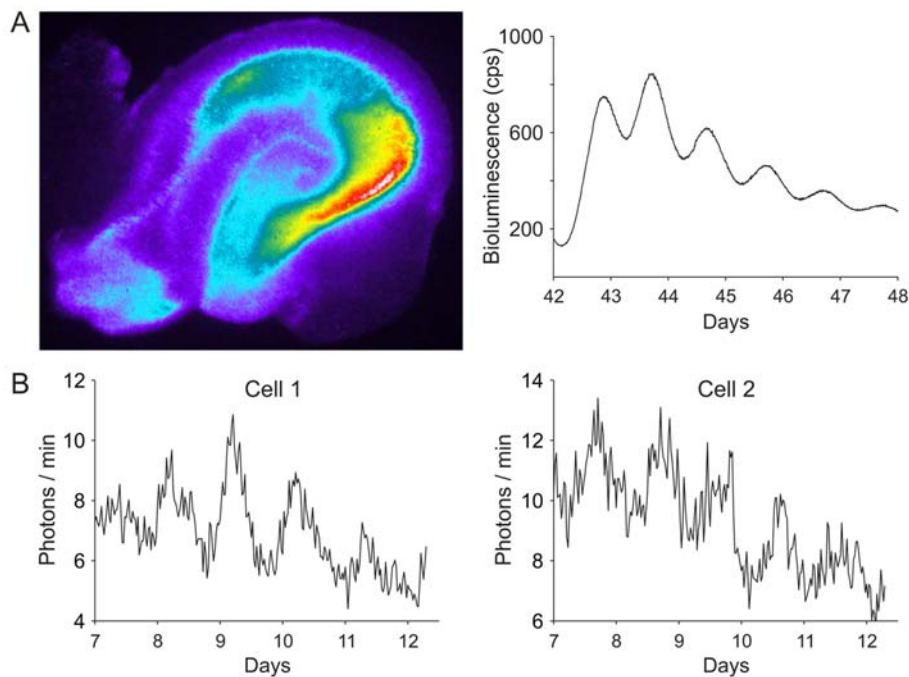 A
Bioluminescence (cps)
1000
600
200
42 43 44 45 46 47 48
Days
B
Cell 1
Photons / min
12
10
8
6
4
7 8 9 10 11 12
Days
Cell 2
Photons / min
14
12
10
8
6
7 8 9 10 11 12
Days